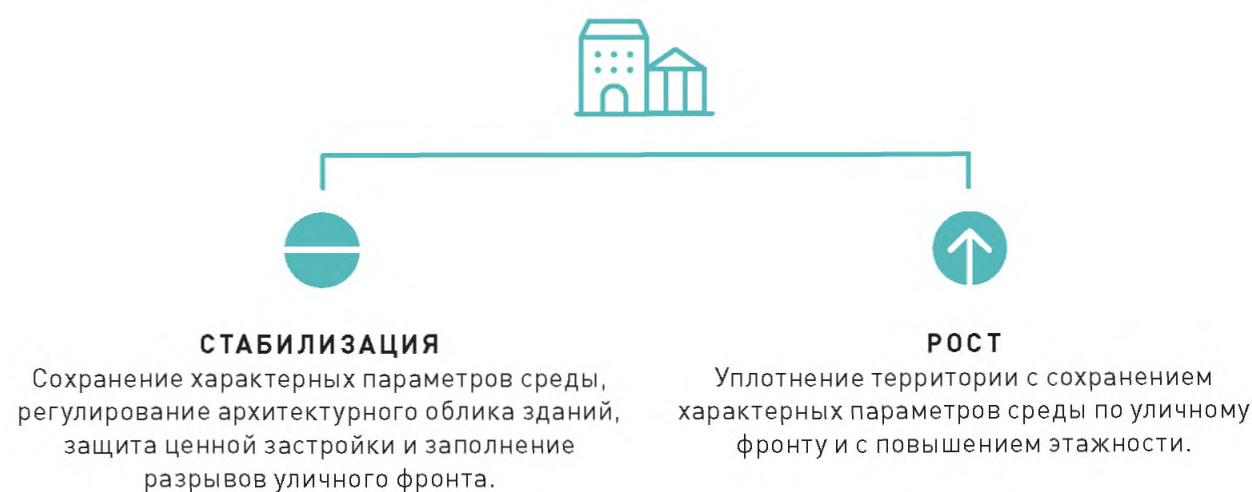 СТАБИЛИЗАЦИЯ
Сохранение характерных параметров среды,
регулирование архитектурного облика зданий,
защита ценной застройки и заполнение
разрывов уличного фронта.
РОСТ
Уплотнение территории с сохранением
характерных параметров среды по уличному
фронту и с повышением этажности.